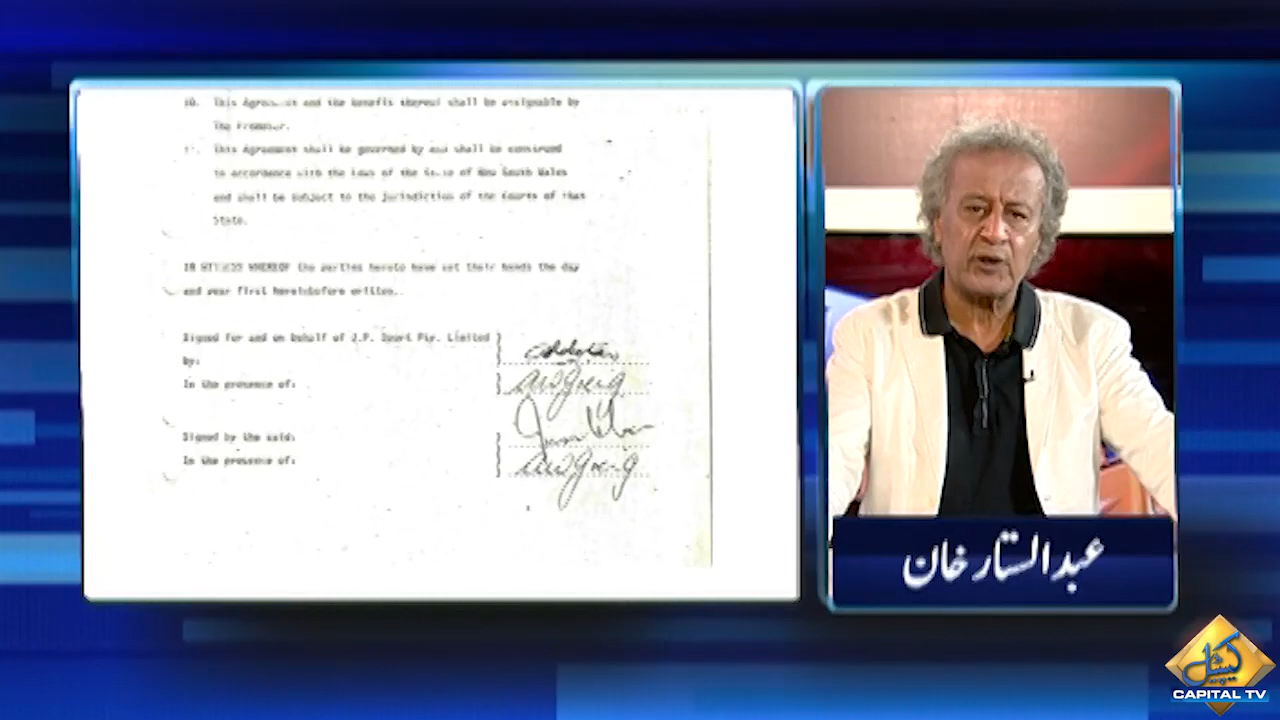 10. This Agreement and the benefit thereof shall be assignable by
The Promoter.
This Agreement shall be governed by and shall be construed
in accordance with the Laws of the State of New South Wales
and shall be subject to the jurisdiction of the Courts of that
State.
IN WITNESS WHEREOF the parties hereto have set their hands the day
and year first hereinbefore written.
Signed for and on behalf of J.P. Sport Pty. Limited
by:
In the presence of:
Signed by the said:
In the presence of:
عبدالستار خان
کیپیٹل
CAPITAL TV